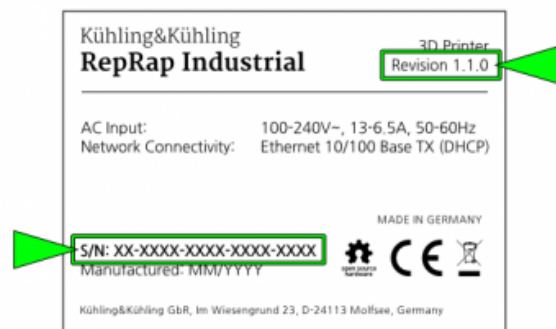 Kühling&Kühling
RepRap Industrial
3D Printer
Revision 1.1.0
AC Input: 100-240V~, 13-6.5A, 50-60Hz
Network Connectivity: Ethernet 10/100 Base TX (DHCP)
MADE IN GERMANY
S/N: XX-XXXX-XXXX-XXXX-XXXX
Manufactured: MM/YYYY
open source
hardware
CE
Kühling&Kühling GbR, Im Wiesengrund 23, D-24113 Molfsee, Germany